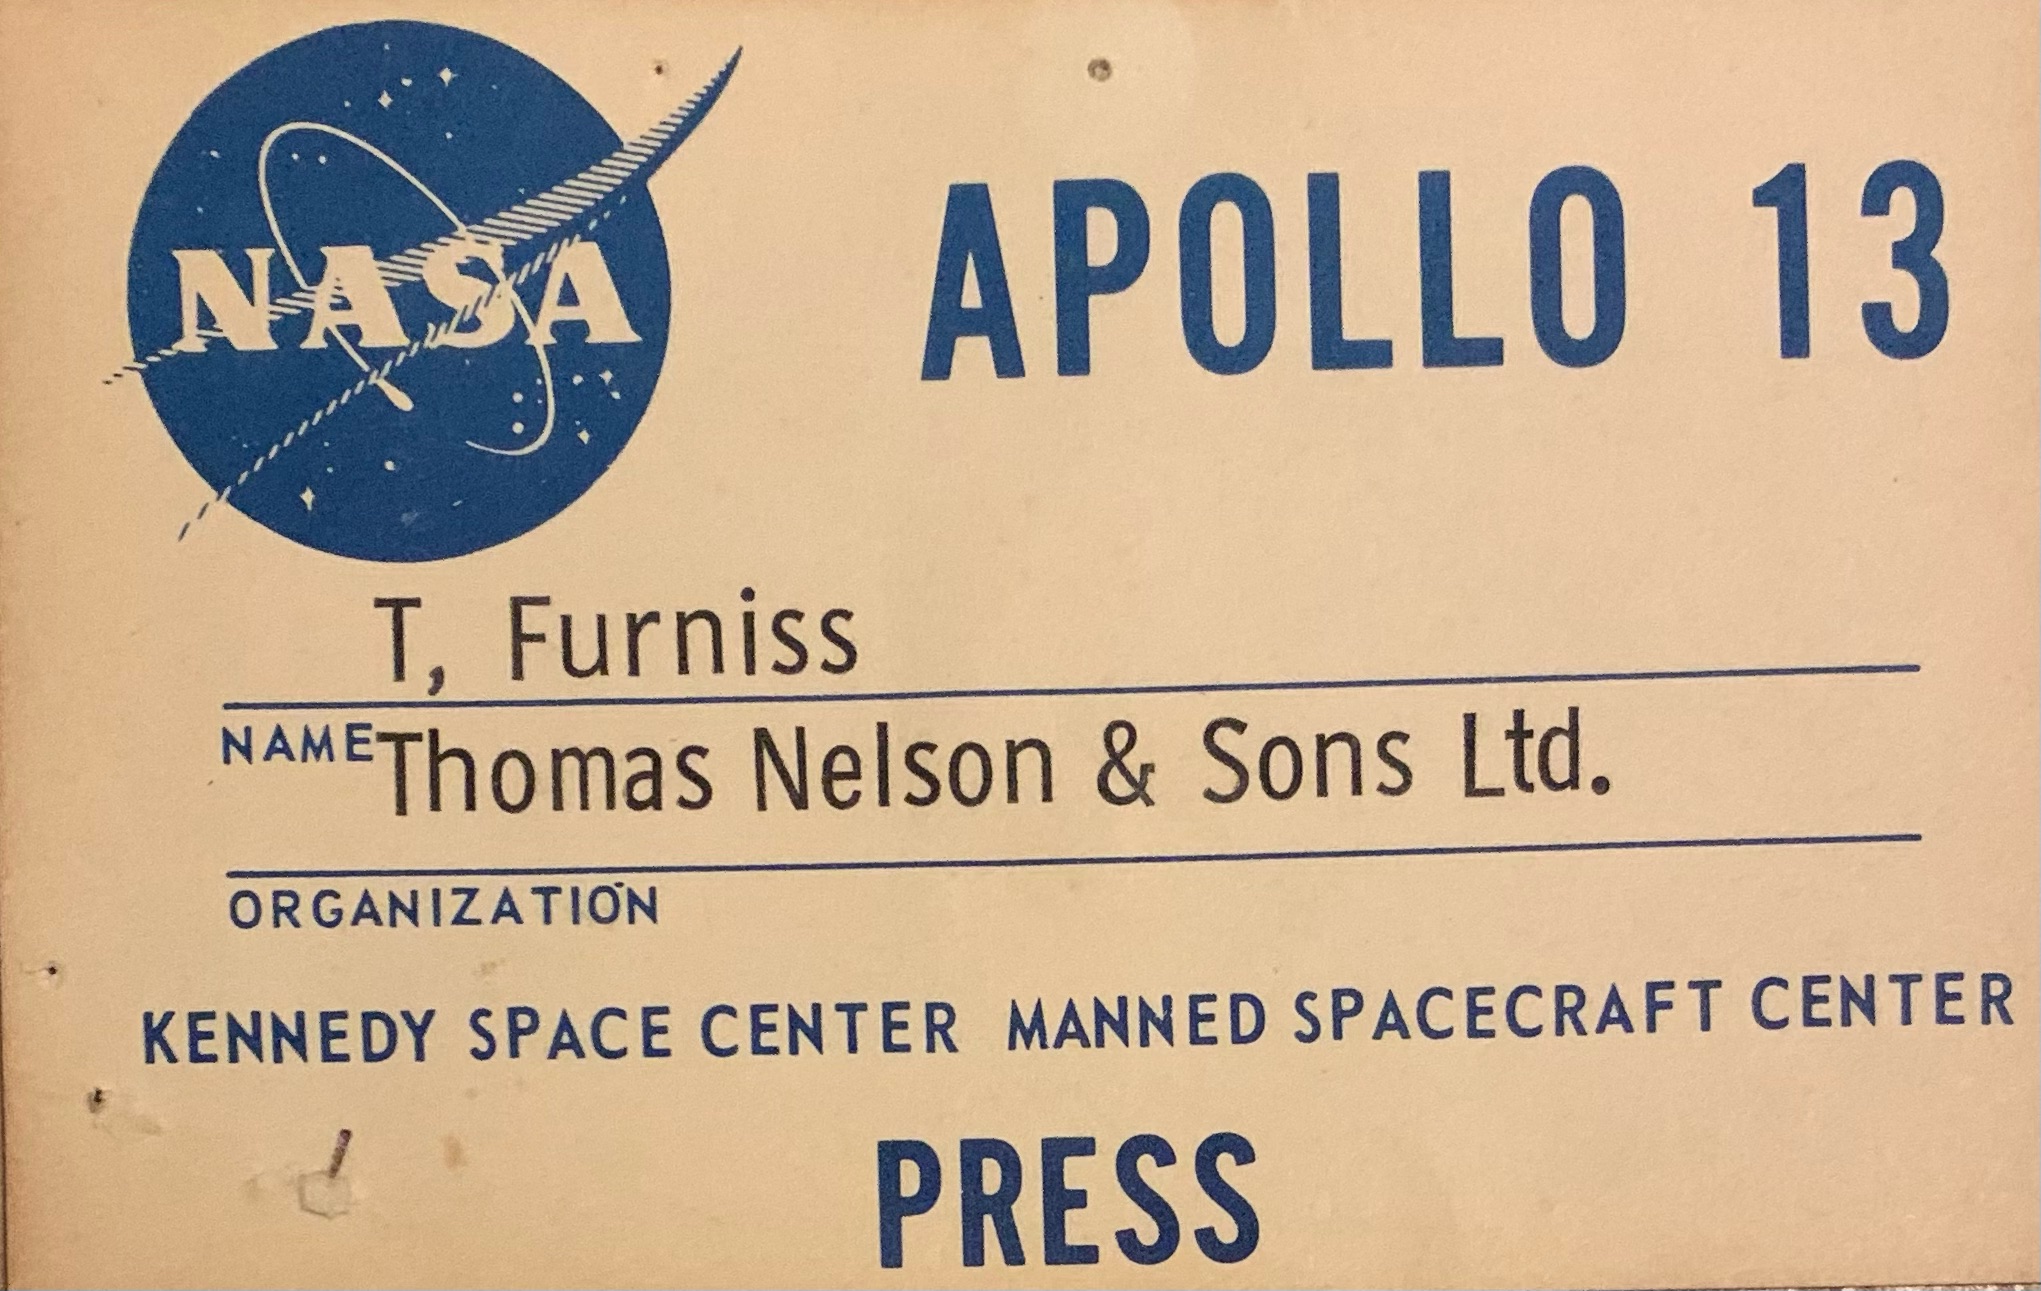 NASA
APOLLO 13
T, Furniss
NAME
Thomas Nelson & Sons Ltd.
ORGANIZATION
KENNEDY SPACE CENTER MANNED SPACECRAFT CENTER
PRESS